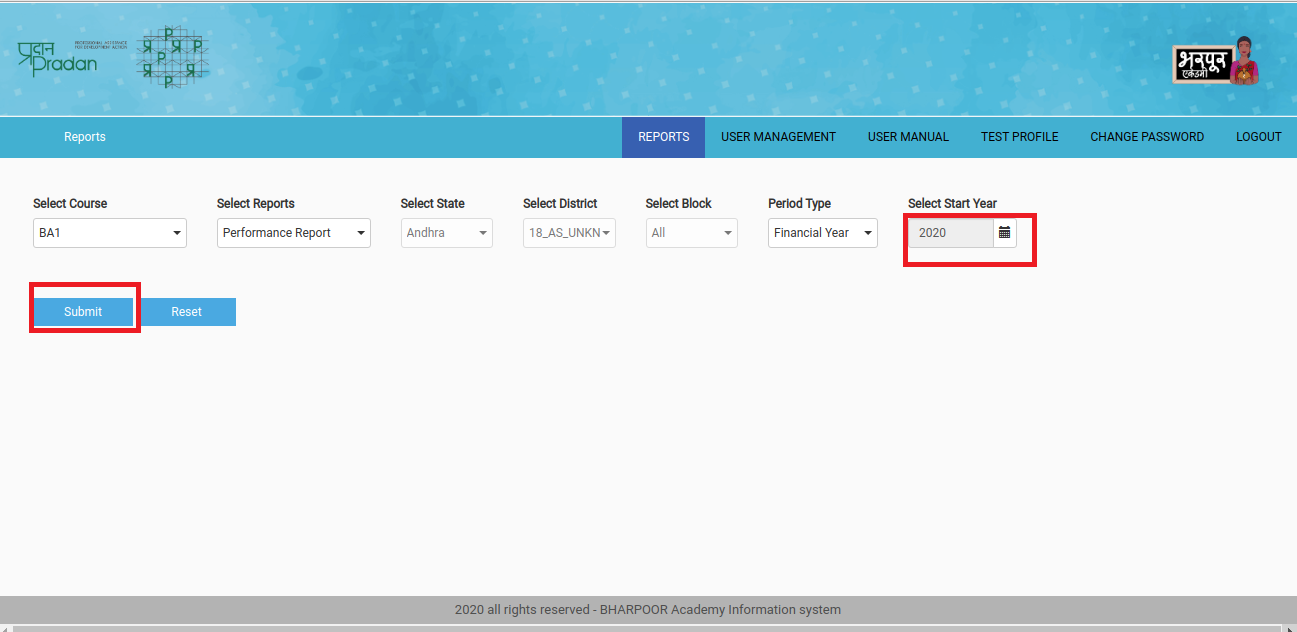 प्रदान
Pradan
PROFESSIONAL ASSISTANCE
FOR DEVELOPMENT ACTION
P
P
भरपूर
एकेडमी
Reports
REPORTS
USER MANAGEMENT
USER MANUAL
TEST PROFILE
CHANGE PASSWORD
LOGOUT
Select Course
Select Reports
Select State
Select District
Select Block
Period Type
Select Start Year
BA1
Performance Report
Andhra
18_AS_UNKN
All
Financial Year
2020
Submit
Reset
2020 all rights reserved - BHARPOOR Academy Information system